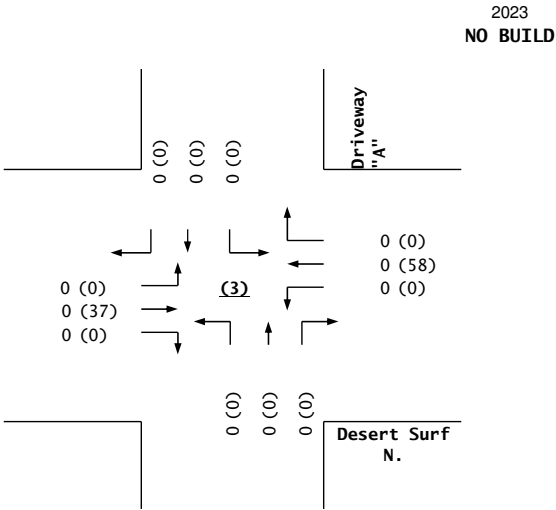 2023
NO BUILD
Driveway
"A"
0 (0)
0 (0)
0 (0)
0 (0)
0 (58)
0 (0)
0 (0)
0 (37)
0 (0)
(3)
0 (0)
0 (0)
0 (0)
Desert Surf
N.